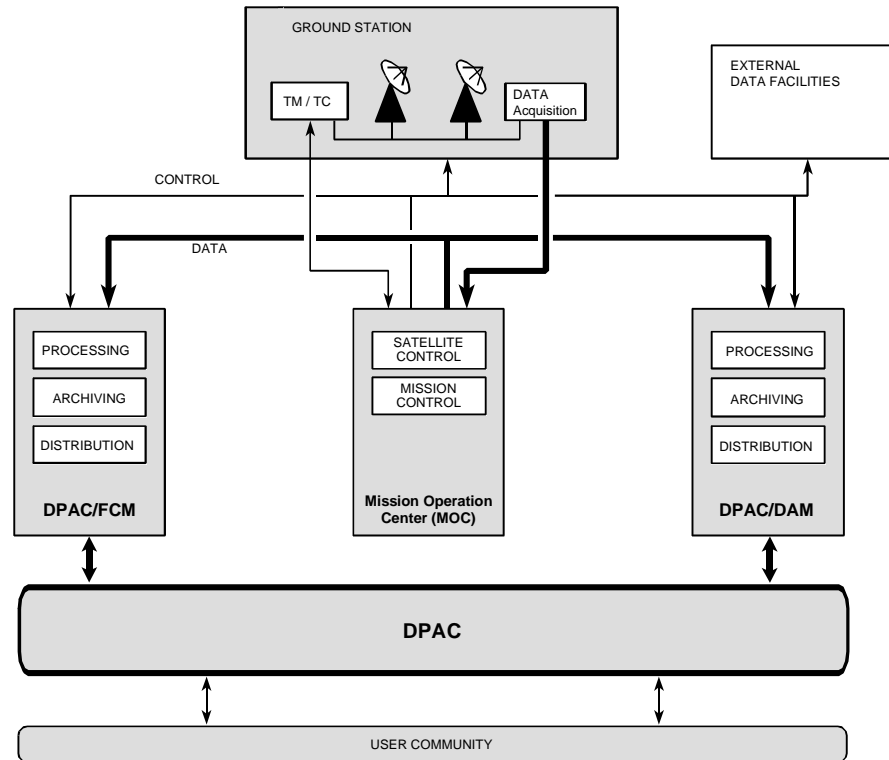 GROUND STATION
TM / TC
DATA
Acquisition
EXTERNAL
DATA FACILITIES
CONTROL
DATA
PROCESSING
ARCHIVING
DISTRIBUTION
DPAC/FCM
SATELLITE
CONTROL
MISSION
CONTROL
Mission Operation
Center (MOC)
PROCESSING
ARCHIVING
DISTRIBUTION
DPAC/DAM
DPAC
USER COMMUNITY